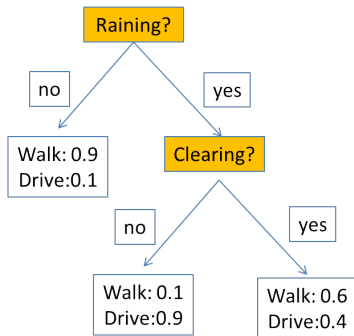 Raining?
no
yes
Walk: 0.9
Drive:0.1
Clearing?
no
yes
Walk: 0.1
Drive:0.9
Walk: 0.6
Drive:0.4